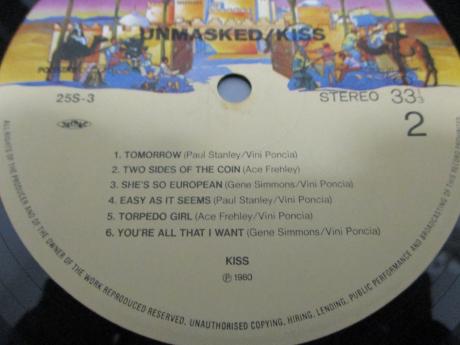 UNMASKED/KISS
25S-3
STEREO 33⅓
2
1. TOMORROW (Paul Stanley/Vini Poncia)
2. TWO SIDES OF THE COIN (Ace Frehley)
3. SHE'S SO EUROPEAN (Gene Simmons/Vini Poncia)
4. EASY AS IT SEEMS (Paul Stanley/Vini Poncia)
5. TORPEDO GIRL (Ace Frehley/Vini Poncia)
6. YOU'RE ALL THAT I WANT (Gene Simmons/Vini Poncia)
KISS
Ⓟ 1980
ALL RIGHTS OF THE PRODUCER AND OF THE OWNER OF THE WORK REPRODUCED RESERVED. UNAUTHORISED COPYING, HIRING, LENDING, PUBLIC PERFORMANCE AND BROADCASTING OF THIS RECORD PROHIBITED